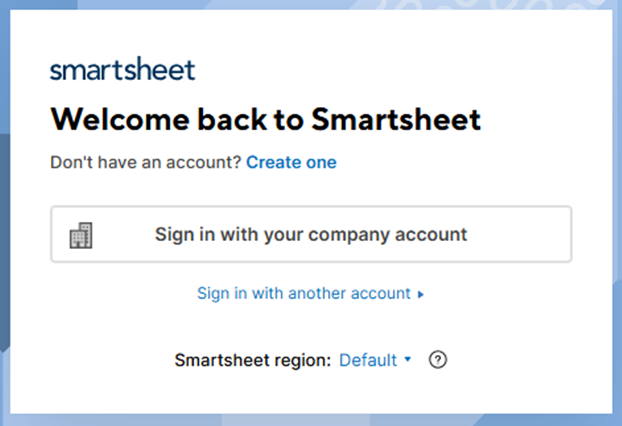 smartsheet
Welcome back to Smartsheet
Don't have an account? Create one
Sign in with your company account
Sign in with another account ▸
Smartsheet region: Default ▾ ?